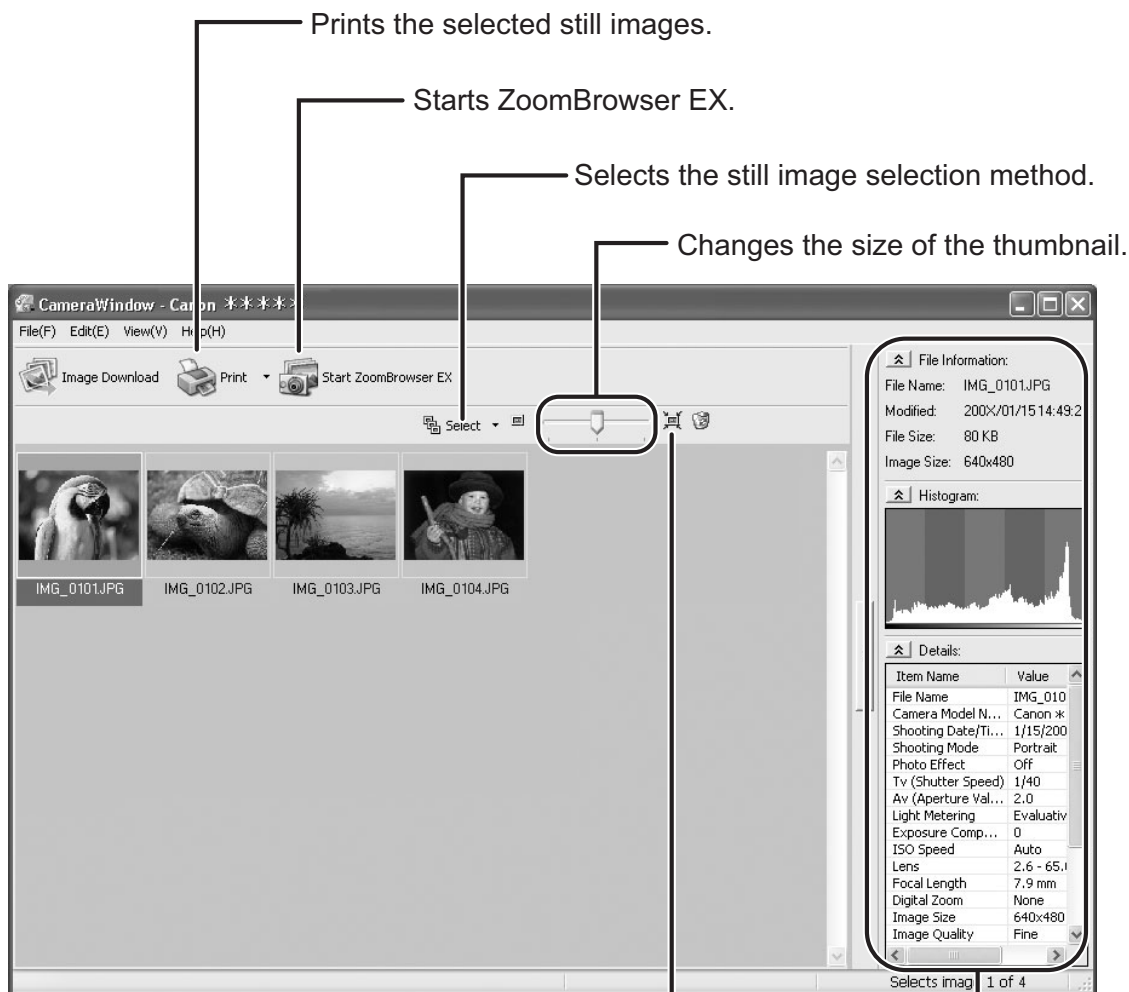 Prints the selected still images.
Starts ZoomBrowser EX.
Selects the still image selection method.
Changes the size of the thumbnail.
CameraWindow - Canon *****
File(F) Edit(E) View(V) Help(H)
Image Download Print Start ZoomBrowser EX
Select
IMG_0101.JPG IMG_0102.JPG IMG_0103.JPG IMG_0104.JPG
File Information:
File Name: IMG_0101.JPG
Modified: 200X/01/15 14:49:2
File Size: 80 KB
Image Size: 640x480
Histogram:
Details:
Item Name Value
File Name IMG_010
Camera Model N... Canon *
Shooting Date/Ti... 1/15/200
Shooting Mode Portrait
Photo Effect Off
Tv (Shutter Speed) 1/40
Av (Aperture Val... 2.0
Light Metering Evaluativ
Exposure Comp... 0
ISO Speed Auto
Lens 2.6 - 65.
Focal Length 7.9 mm
Digital Zoom None
Image Size 640x480
Image Quality Fine
Selects imag 1 of 4